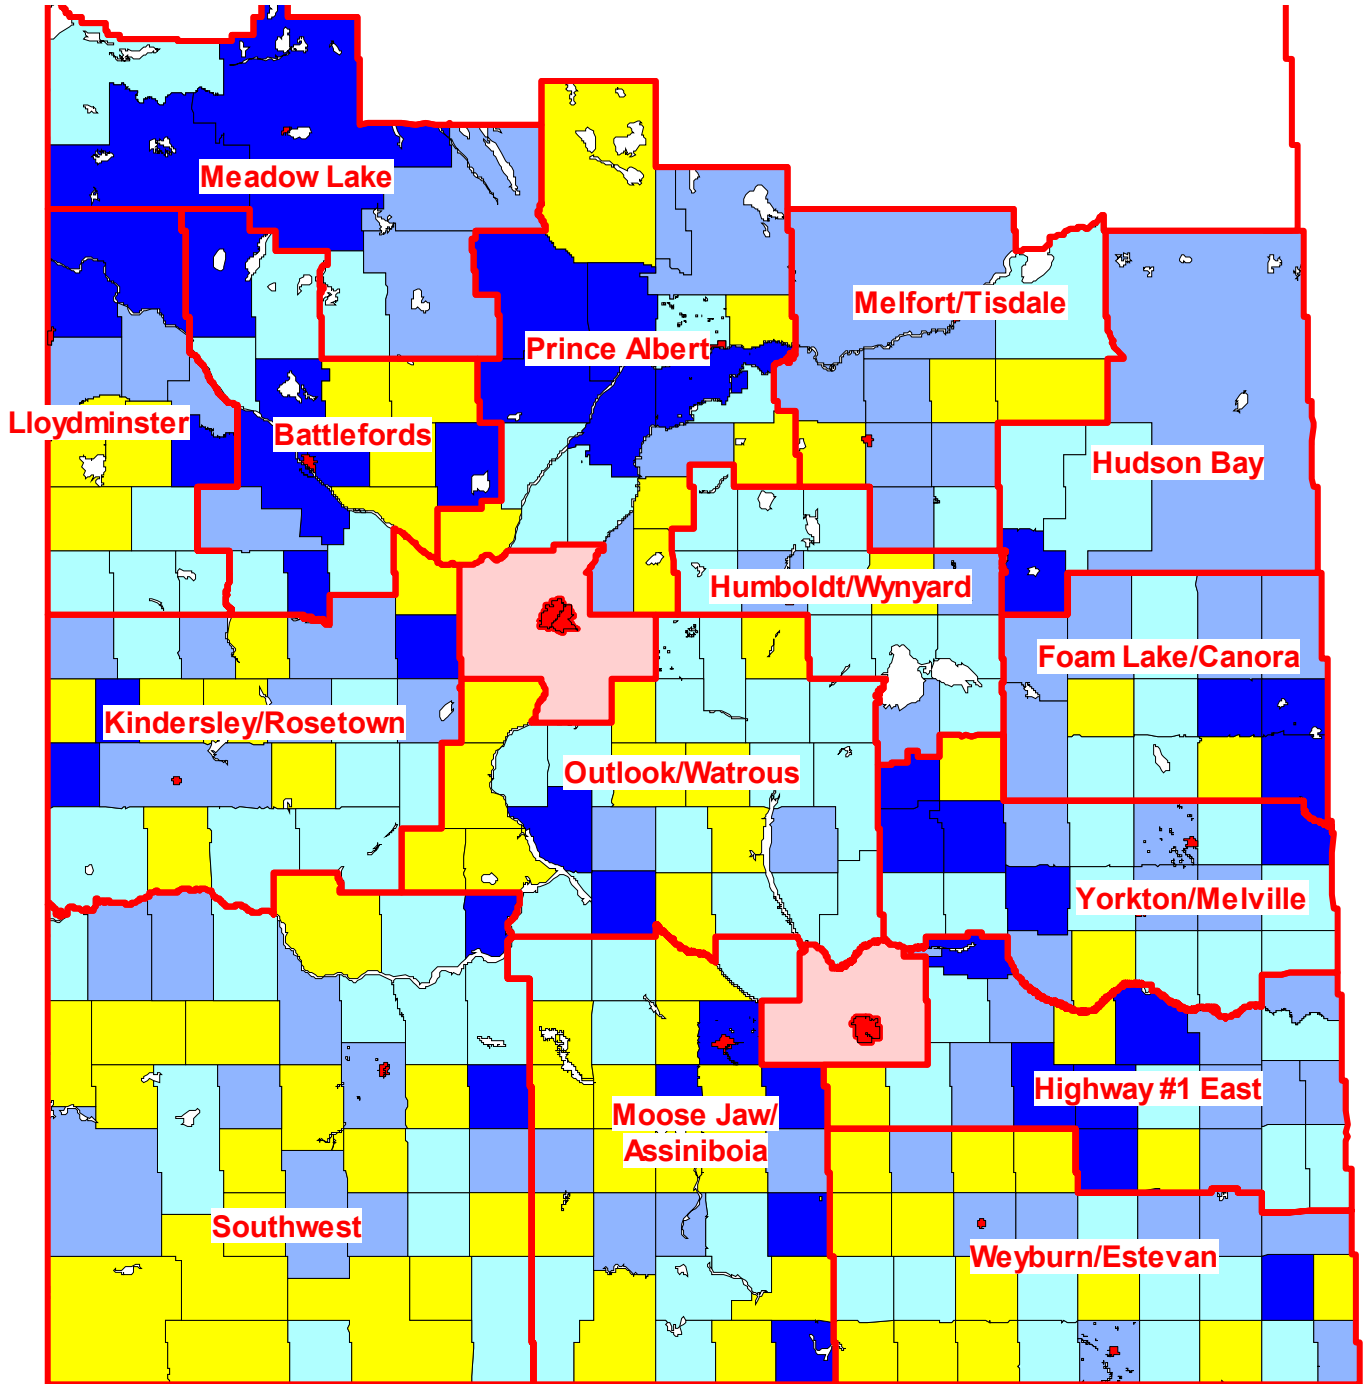 Meadow Lake
Melfort/Tisdale
Prince Albert
Lloydminster
Battlefords
Hudson Bay
Humboldt/Wynyard
Foam Lake/Canora
Kindersley/Rosetown
Outlook/Watrous
Yorkton/Melville
Highway #1 East
Moose Jaw/
Assiniboia
Southwest
Weyburn/Estevan